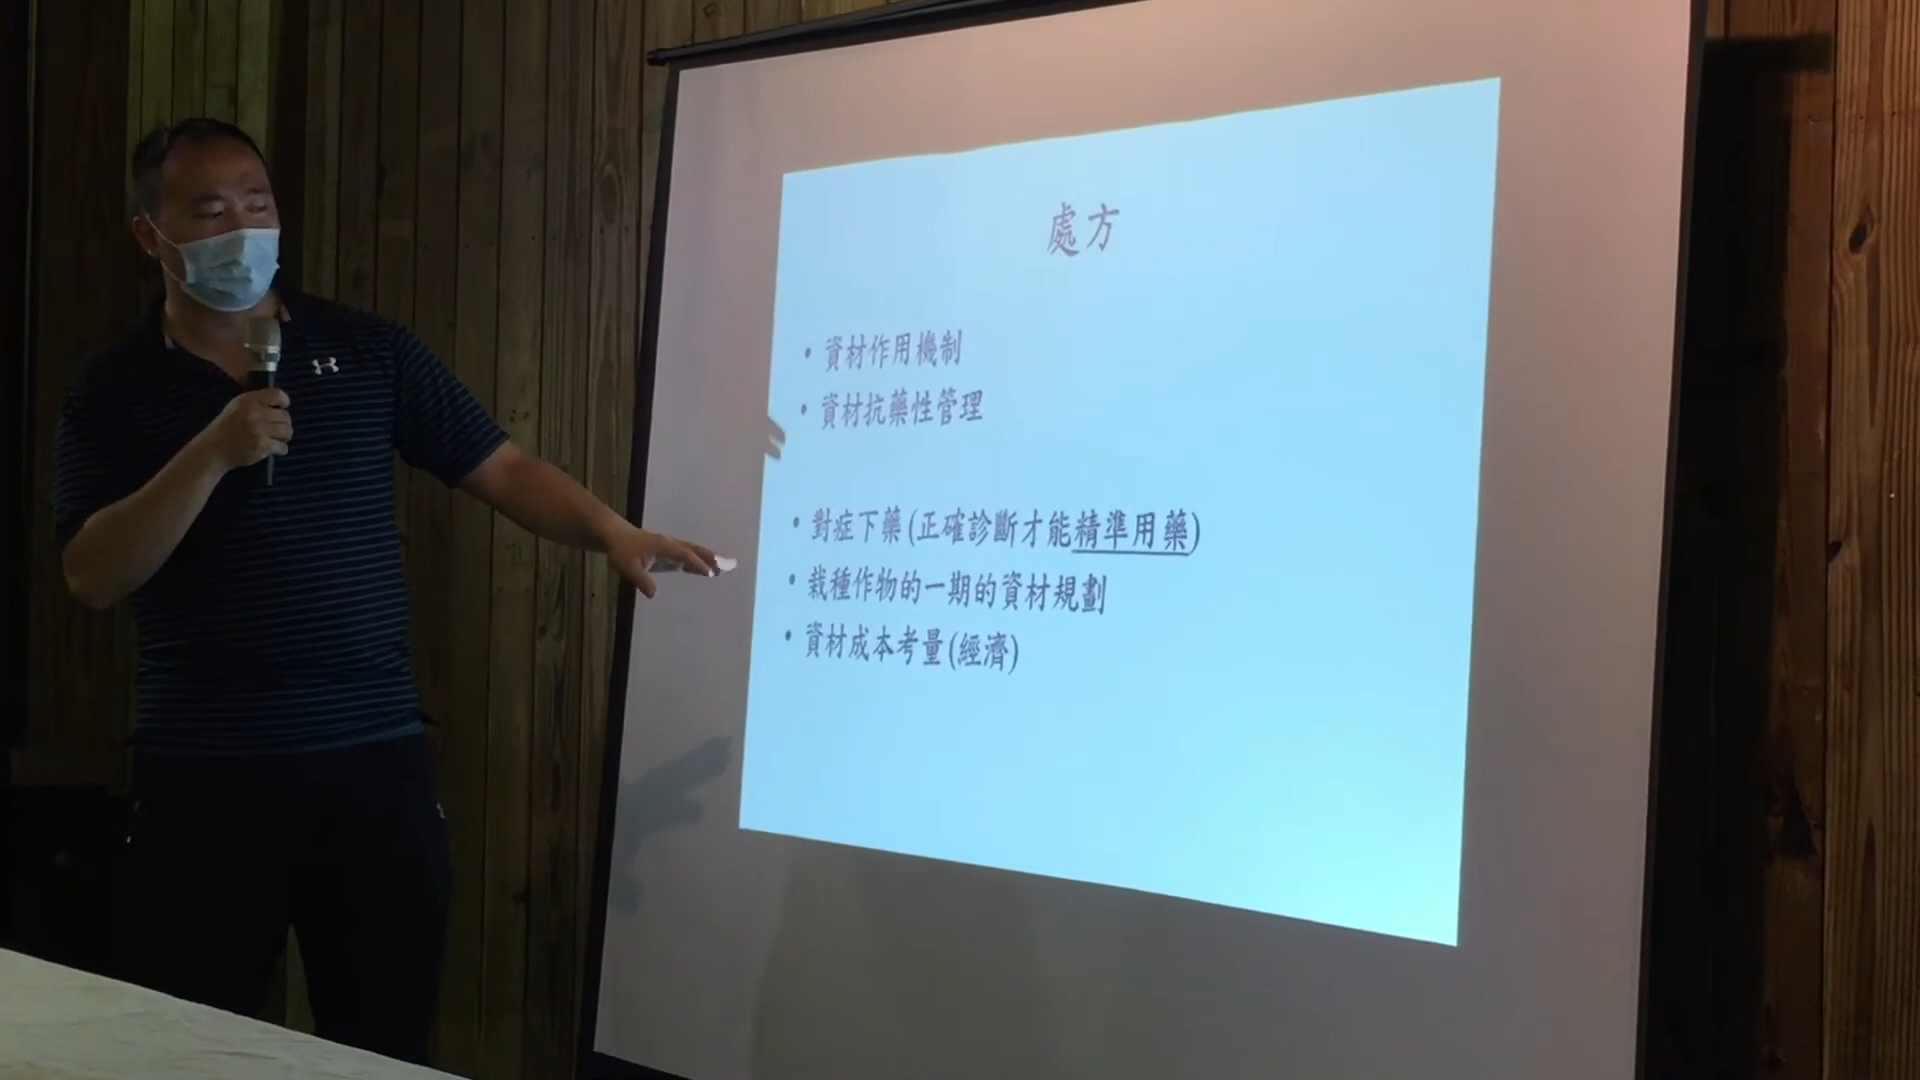 處方
• 資材作用機制
• 資材抗藥性管理
• 對症下藥(正確診斷才能精準用藥)
• 栽種作物的一期的資材規劃
• 資材成本考量(經濟)